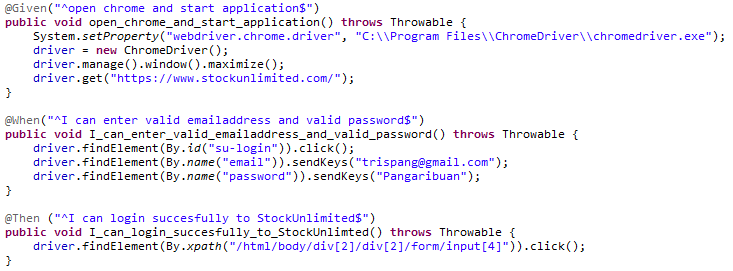 @Given("^open chrome and start application$")
public void open_chrome_and_start_application() throws Throwable {
System.setProperty("webdriver.chrome.driver", "C:\\Program Files\\ChromeDriver\\chromedriver.exe");
driver = new ChromeDriver();
driver.manage().window().maximize();
driver.get("https://www.stockunlimited.com/");
}
@When("^I can enter valid emailaddress and valid password$")
public void I_can_enter_valid_emailaddress_and_valid_password() throws Throwable {
driver.findElement(By.id("su-login")).click();
driver.findElement(By.name("email")).sendKeys("trispang@gmail.com");
driver.findElement(By.name("password")).sendKeys("Pangaribuan");
}
@Then ("^I can login succesfully to StockUnlimited$")
public void I_can_login_succesfully_to_StockUnlimted() throws Throwable {
driver.findElement(By.xpath("/html/body/div[2]/div[2]/form/input[4]")).click();
}